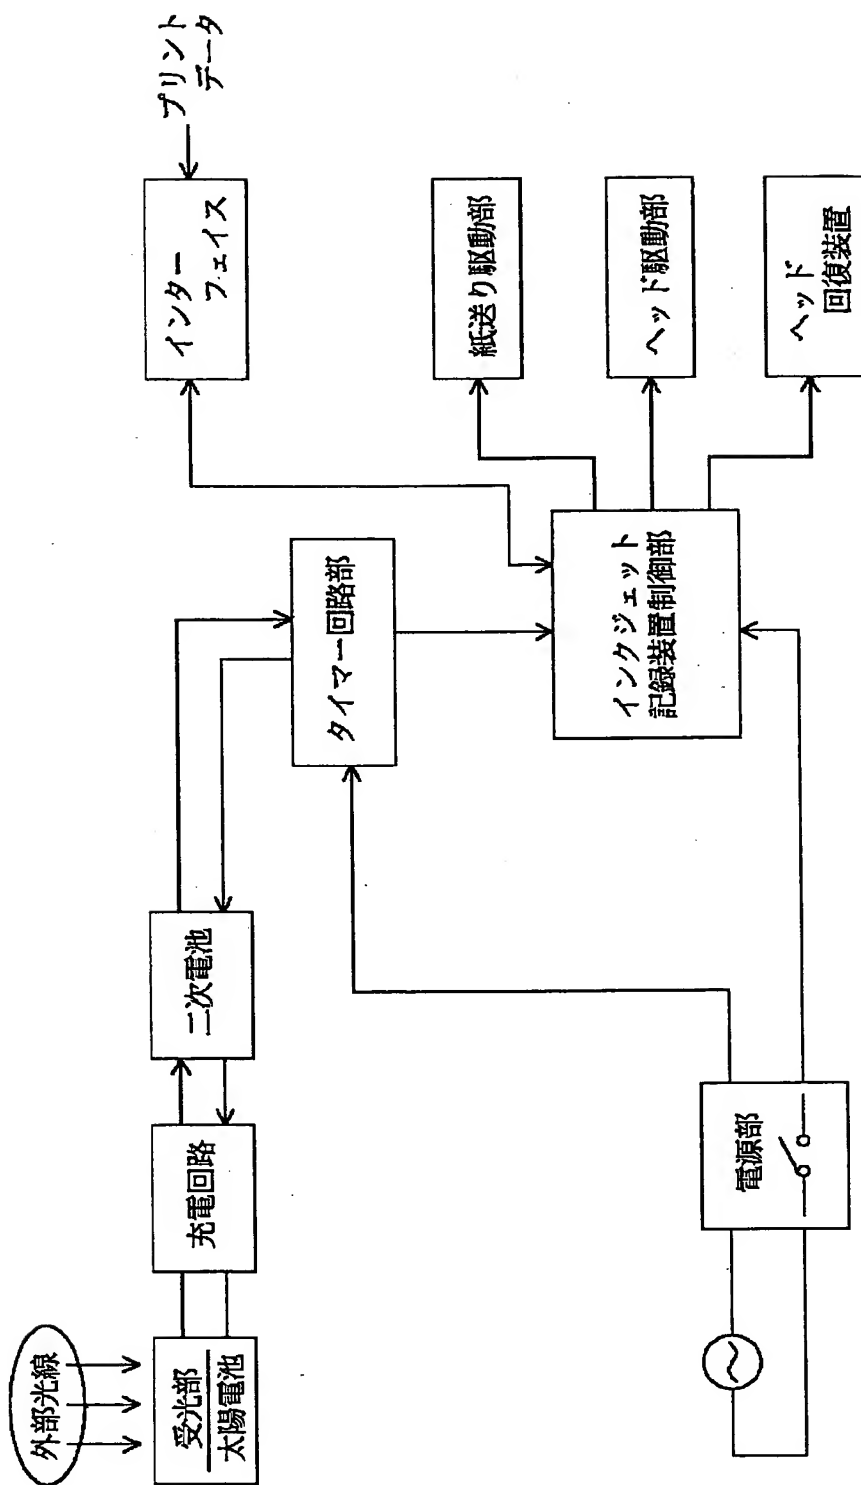 外部光線
受光部
太陽電池
充電回路
二次電池
タイマー回路部
インター
フェイス
プリント
データ
電源部
インクジェット
記録装置制御部
紙送り駆動部
ヘッド駆動部
ヘッド
回復装置